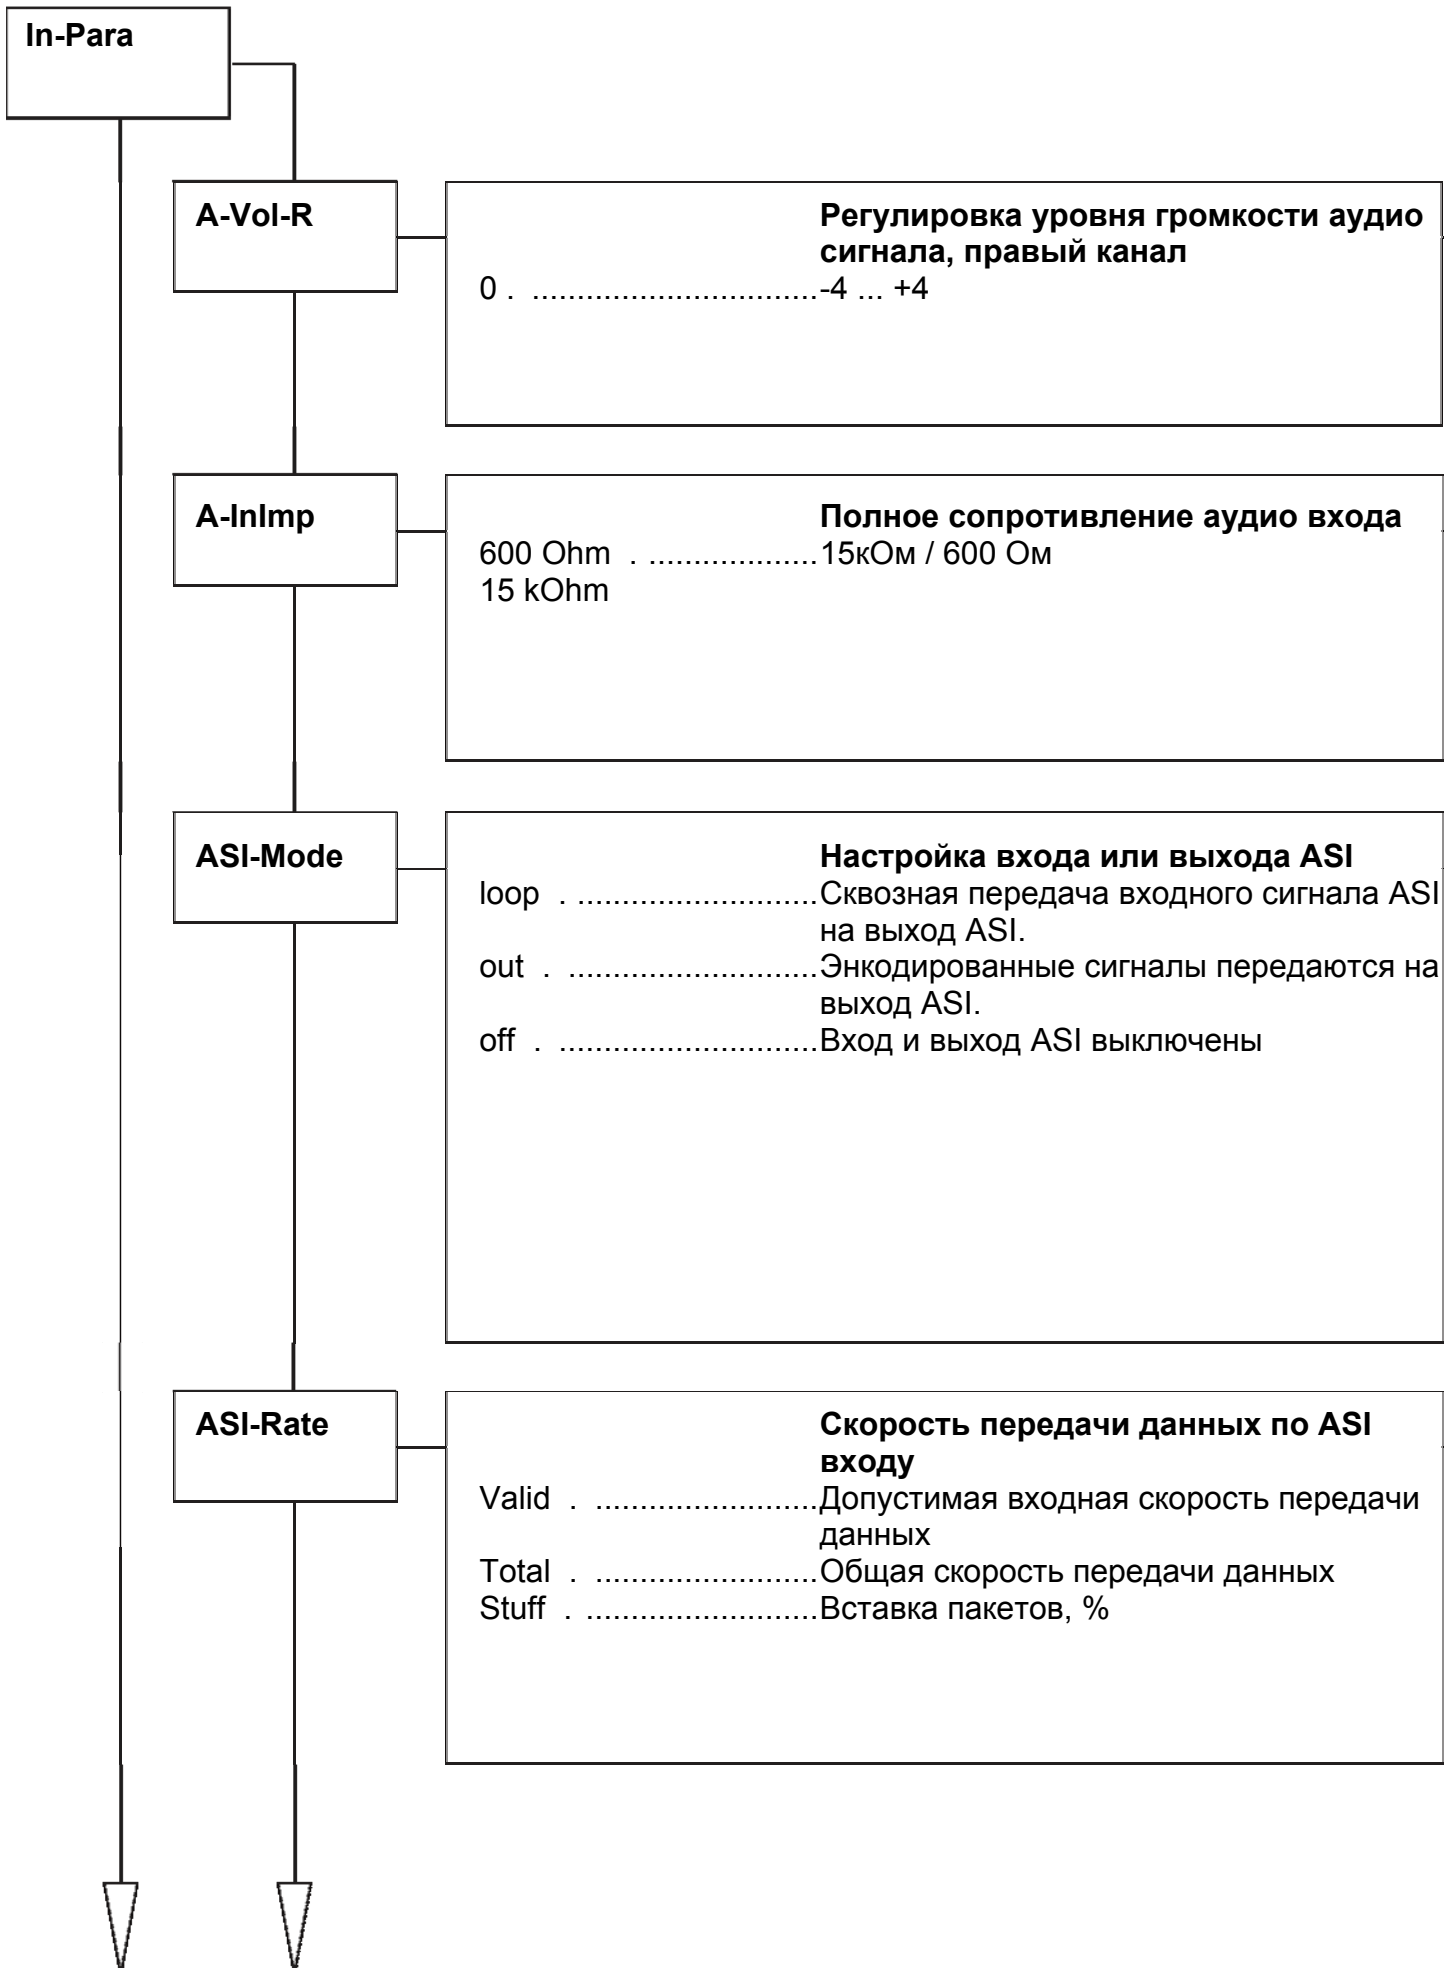 In-Para
A-Vol-R
Регулировка уровня громкости аудио
сигнала, правый канал
0 . ................................-4 ... +4
A-InImp
Полное сопротивление аудио входа
600 Ohm . ...................15кОм / 600 Ом
15 kOhm
ASI-Mode
Настройка входа или выхода ASI
loop . ...........................Сквозная передача входного сигнала ASI
на выход ASI.
out . ............................Энкодированные сигналы передаются на
выход ASI.
off . .............................Вход и выход ASI выключены
ASI-Rate
Скорость передачи данных по ASI
входу
Valid . .........................Допустимая входная скорость передачи
данных
Total . .........................Общая скорость передачи данных
Stuff . ..........................Вставка пакетов, %